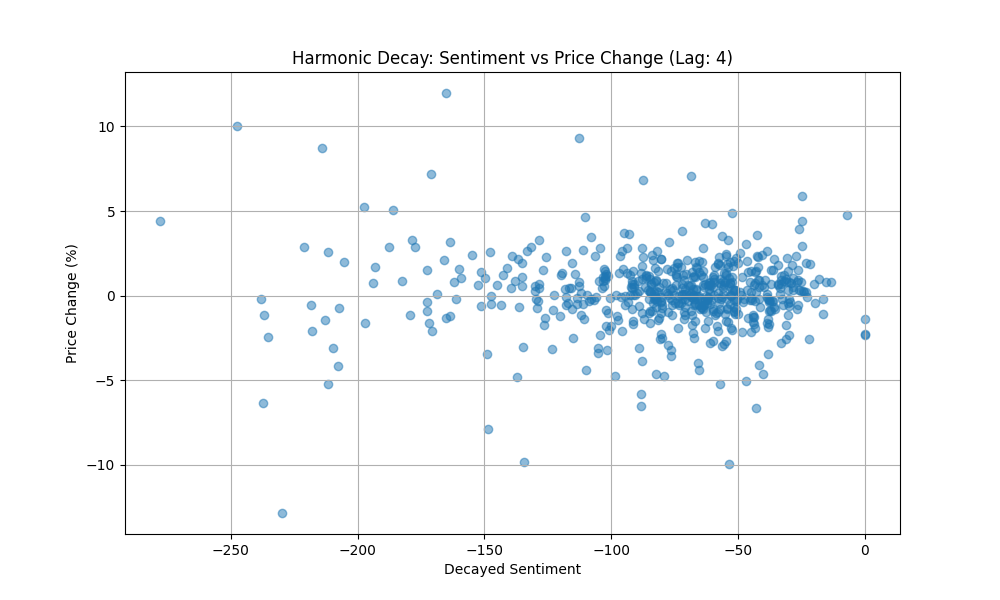 Harmonic Decay: Sentiment vs Price Change (Lag: 4)
10
5
0
−5
−10
Price Change (%)
−250 −200 −150 −100 −50 0
Decayed Sentiment